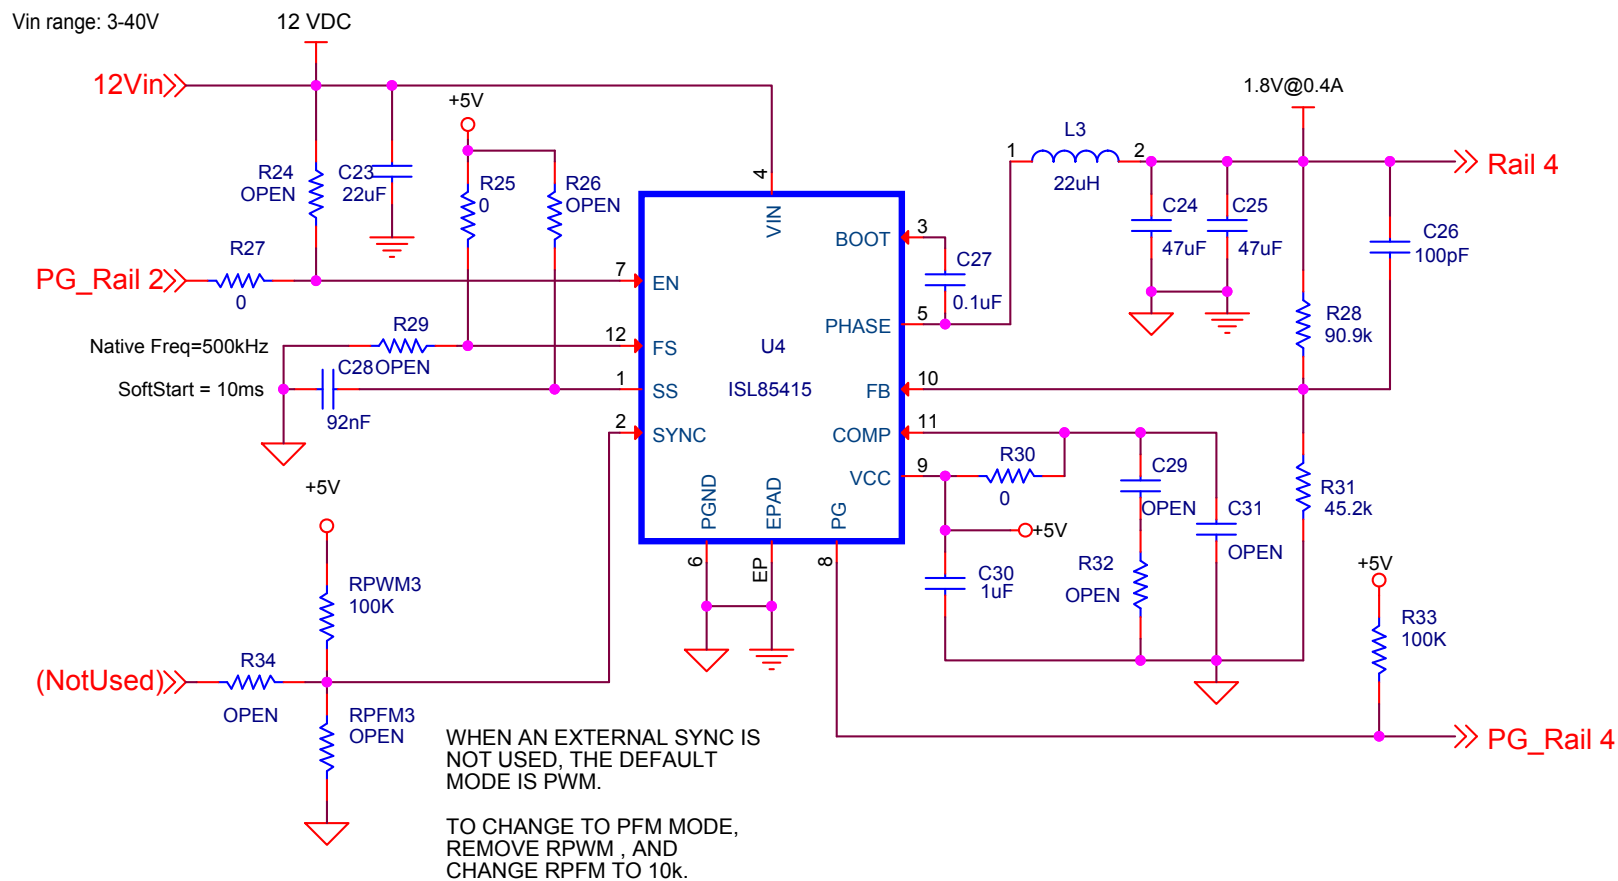 Vin range: 3-40V
12 VDC
12Vin
+5V
1.8V@0.4A
R24
OPEN
C23
22uF
R25
0
R26
OPEN
4
VIN
L3
1
2
22uH
Rail 4
C24
47uF
C25
47uF
C26
100pF
3
BOOT
C27
0.1uF
R27
0
PG_Rail 2
7
EN
5
PHASE
R28
90.9k
Native Freq=500kHz
R29
OPEN
12
FS
U4
ISL85415
SoftStart = 10ms
C28
92nF
1
SS
10
FB
2
SYNC
11
COMP
9
VCC
R30
0
C29
OPEN
C31
OPEN
R31
45.2k
PGND
EPAD
PG
6
EP
8
+5V
+5V
C30
1uF
R32
OPEN
+5V
R33
100K
RPWM3
100K
(NotUsed)
R34
OPEN
RPFM3
OPEN
PG_Rail 4
WHEN AN EXTERNAL SYNC IS
NOT USED, THE DEFAULT
MODE IS PWM.
TO CHANGE TO PFM MODE,
REMOVE RPWM , AND
CHANGE RPFM TO 10k.